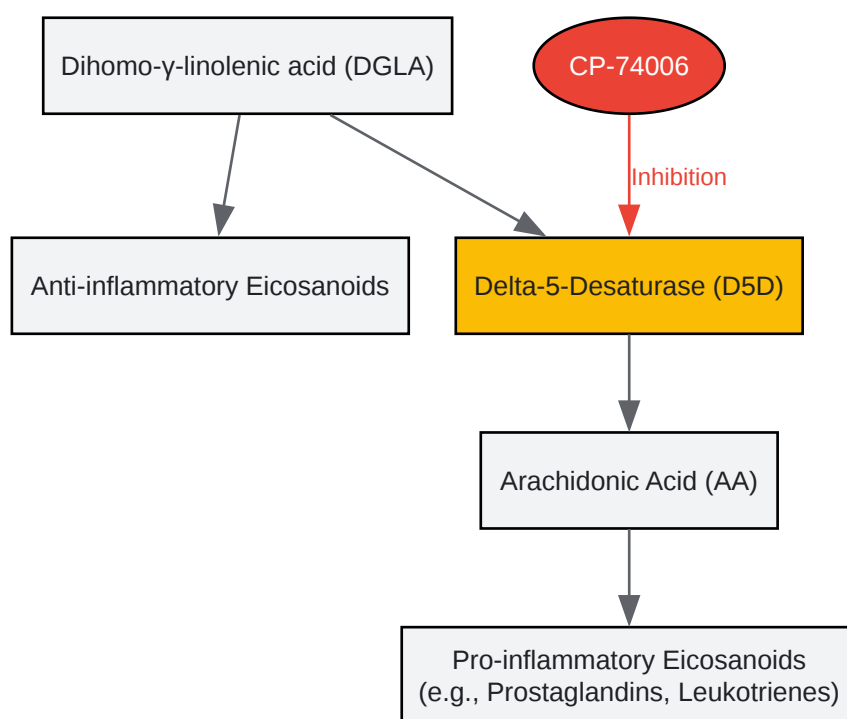 Dihomo-γ-linolenic acid (DGLA)
CP-74006
Inhibition
Anti-inflammatory Eicosanoids
Delta-5-Desaturase (D5D)
Arachidonic Acid (AA)
Pro-inflammatory Eicosanoids
(e.g., Prostaglandins, Leukotrienes)